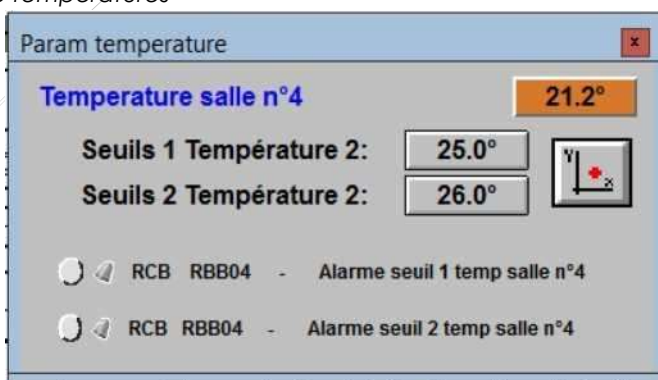 Param temperature x
Temperature salle n°4 21.2°
Seuils 1 Température 2: 25.0°
Seuils 2 Température 2: 26.0°
Y
x
RCB RBB04 - Alarme seuil 1 temp salle n°4
RCB RBB04 - Alarme seuil 2 temp salle n°4